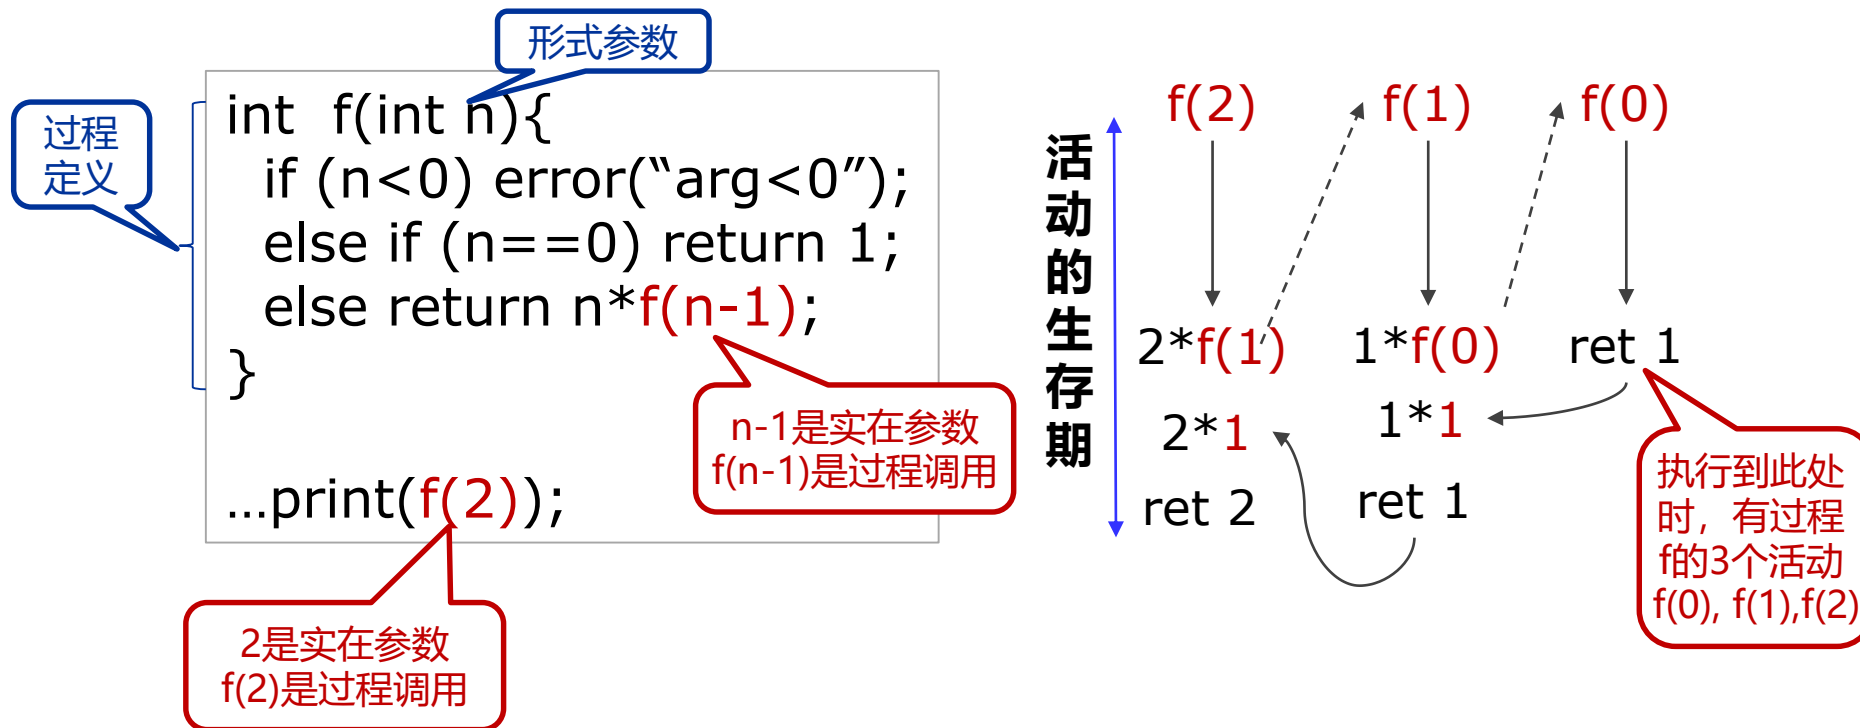 形式参数
过程
定义
int f(int n){
if (n<0) error(“arg<0”);
else if (n==0) return 1;
else return n*f(n-1);
}
…print(f(2));
n-1是实在参数
f(n-1)是过程调用
2是实在参数
f(2)是过程调用
活动的生存期
f(2) f(1) f(0)
2*f(1) 1*f(0) ret 1
2*1 1*1
ret 2 ret 1
执行到此处
时，有过程
f的3个活动
f(0), f(1),f(2)